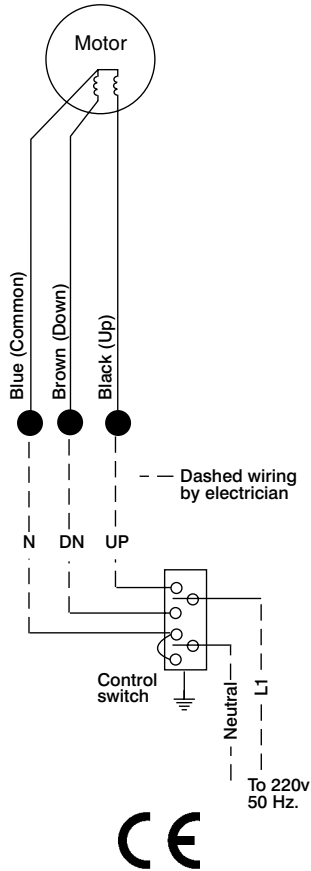 Motor
Blue (Common)
Brown (Down)
Black (Up)
Dashed wiring
by electrician
N DN UP
Control
switch
Neutral
L1
To 220v
50 Hz.
CE